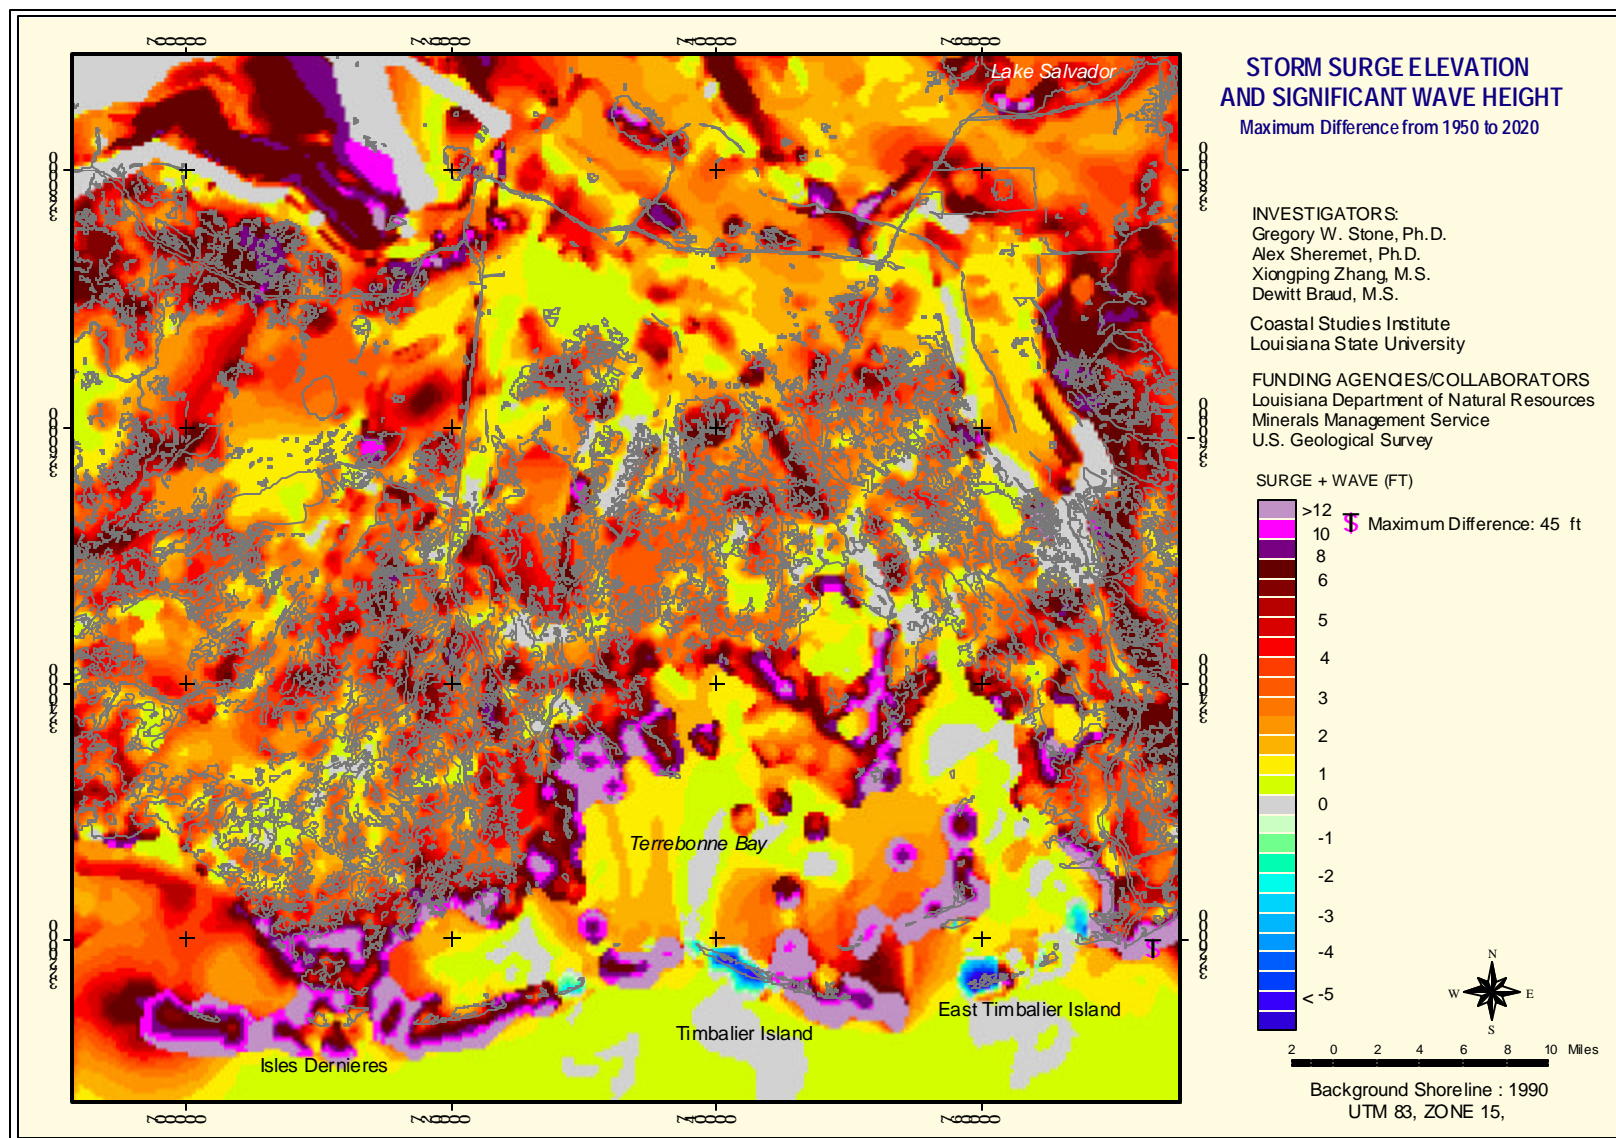 Lake Salvador
Terrebonne Bay
Isles Dernieres
Timbalier Island
East Timbalier Island
STORM SURGE ELEVATION
AND SIGNIFICANT WAVE HEIGHT
Maximum Difference from 1950 to 2020
INVESTIGATORS:
Gregory W. Stone, Ph.D.
Alex Sheremet, Ph.D.
Xiongping Zhang, M.S.
Dewitt Braud, M.S.
Coastal Studies Institute
Louisiana State University
FUNDING AGENCIES/COLLABORATORS
Louisiana Department of Natural Resources
Minerals Management Service
U.S. Geological Survey
SURGE + WAVE (FT)
>12
Maximum Difference: 45 ft
10
8
6
5
4
3
2
1
0
-1
-2
-3
-4
< -5
N
W E
S
2 0 2 4 6 8 10 Miles
Background Shoreline : 1990
UTM 83, ZONE 15,